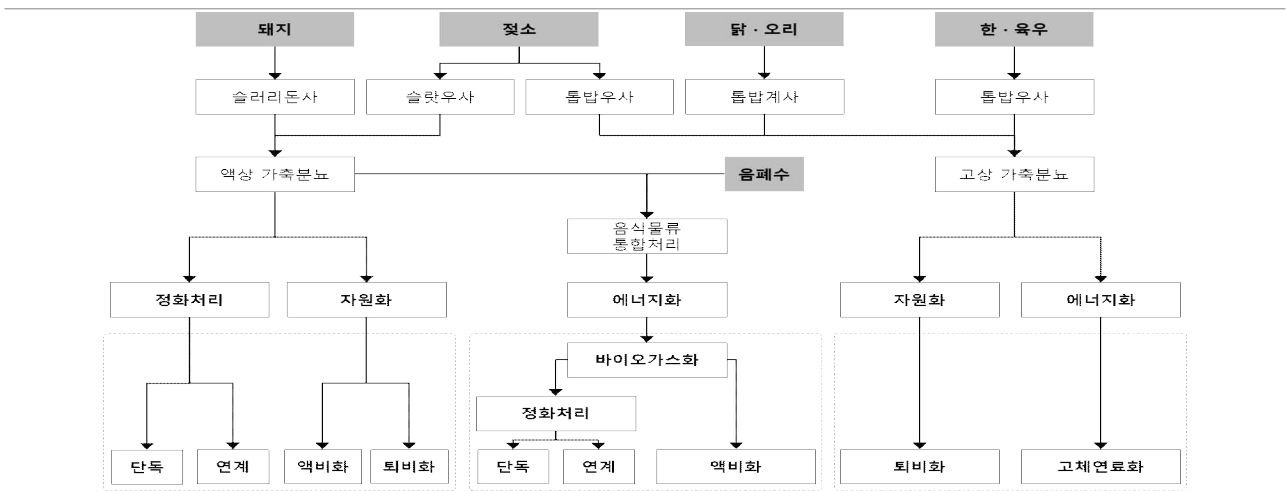 돼지
젖소
닭 · 오리
한 · 육우
슬러리돈사
슬랏우사
톱밥우사
톱밥계사
톱밥우사
액상 가축분뇨
음폐수
고상 가축분뇨
음식물류
통합처리
정화처리
자원화
에너지화
자원화
에너지화
바이오가스화
정화처리
단독
연계
액비화
퇴비화
단독
연계
액비화
퇴비화
고체연료화